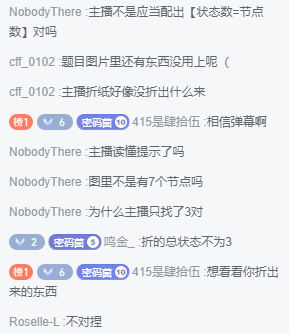 NobodyThere :主播不是应当配出【状态数=节点
数】对吗
cff_0102 :题目图片里还有东西没用上呢（
cff_0102 :主播折纸好像没折出什么来
榜1 6 密码菌 10 415是肆拾伍 :相信弹幕啊
NobodyThere :主播读懂提示了吗
NobodyThere :图里不是有7个节点吗
NobodyThere :为什么主播只找了3对
2 密码菌 5 鸣金_ :折的总状态不为3
榜1 6 密码菌 10 415是肆拾伍 :想看看你折出
来的东西
Roselle-L :不对捏